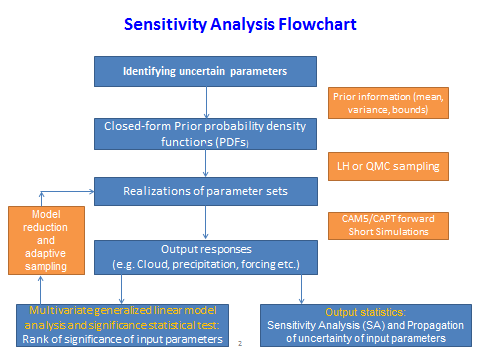 Sensitivity Analysis Flowchart
Identifying uncertain parameters
Prior information (mean,
variance, bounds)
Closed-form Prior probability density
functions (PDFs)
LH or QMC sampling
Realizations of parameter sets
Model
reduction
and
adaptive
sampling
CAM5/CAPT forward
Short Simulations
Output responses
(e.g. Cloud, precipitation, forcing etc.)
Multivariate generalized linear model
analysis and significance statistical test:
Rank of significance of input parameters
2
Output statistics:
Sensitivity Analysis (SA) and Propagation
of uncertainty of input parameters